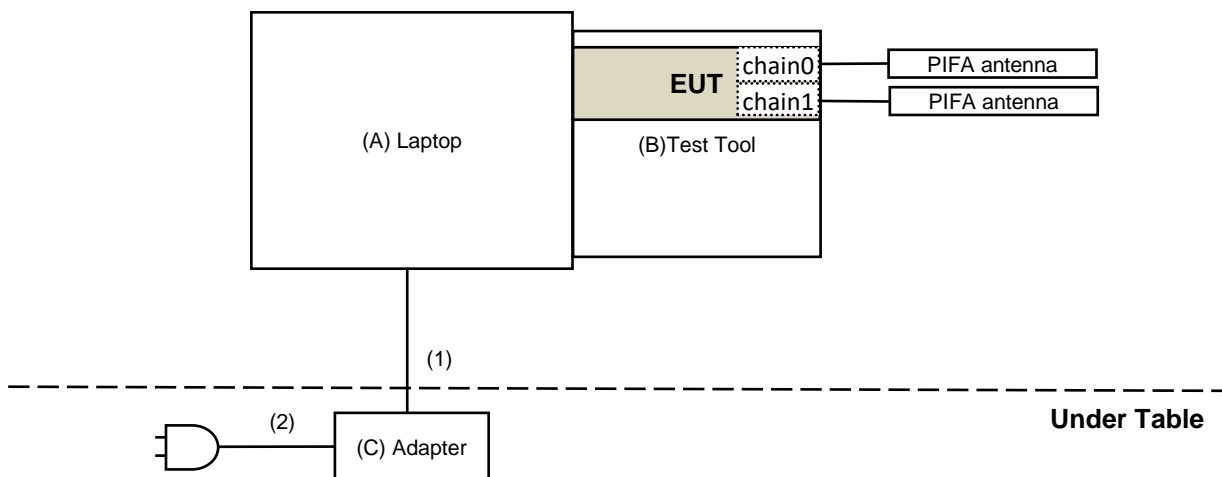 chain0
PIFA antenna
EUT
chain1
PIFA antenna
(A) Laptop
(B)Test Tool
(1)
Under Table
(2)
(C) Adapter